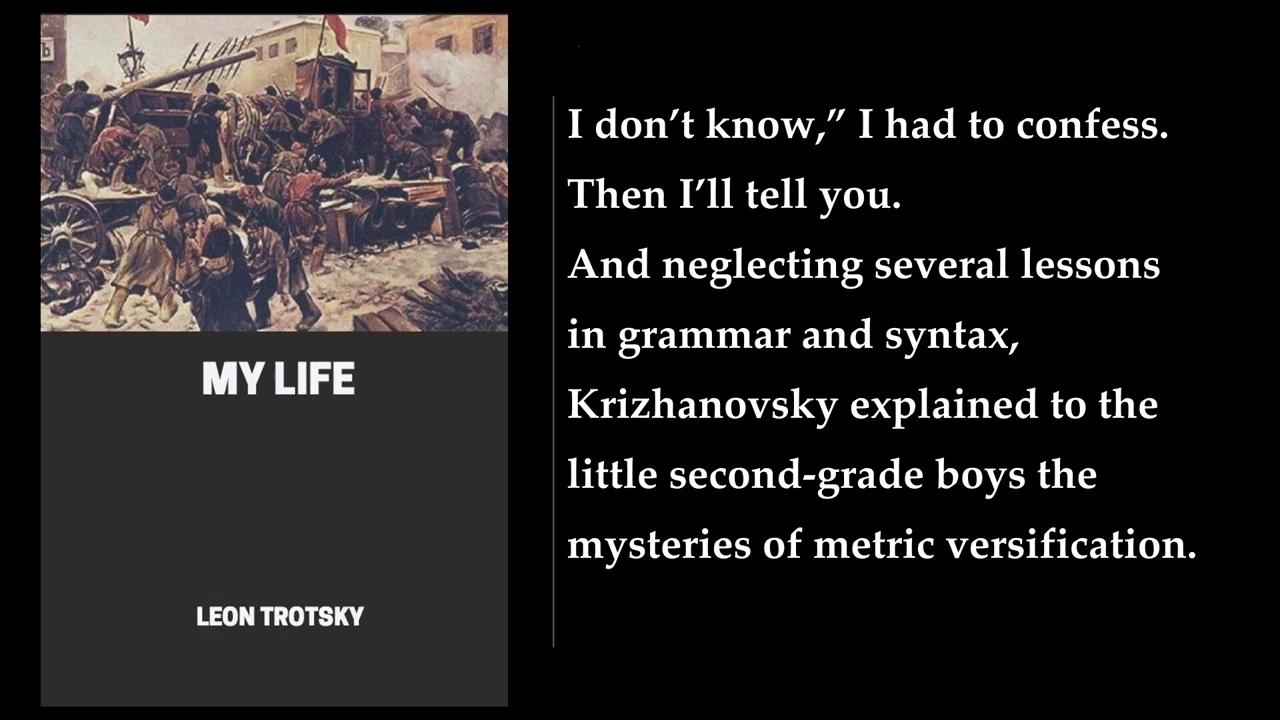 MY LIFE
LEON TROTSKY
I don’t know,” I had to confess.
Then I’ll tell you.
And neglecting several lessons
in grammar and syntax,
Krizhanovsky explained to the
little second-grade boys the
mysteries of metric versification.